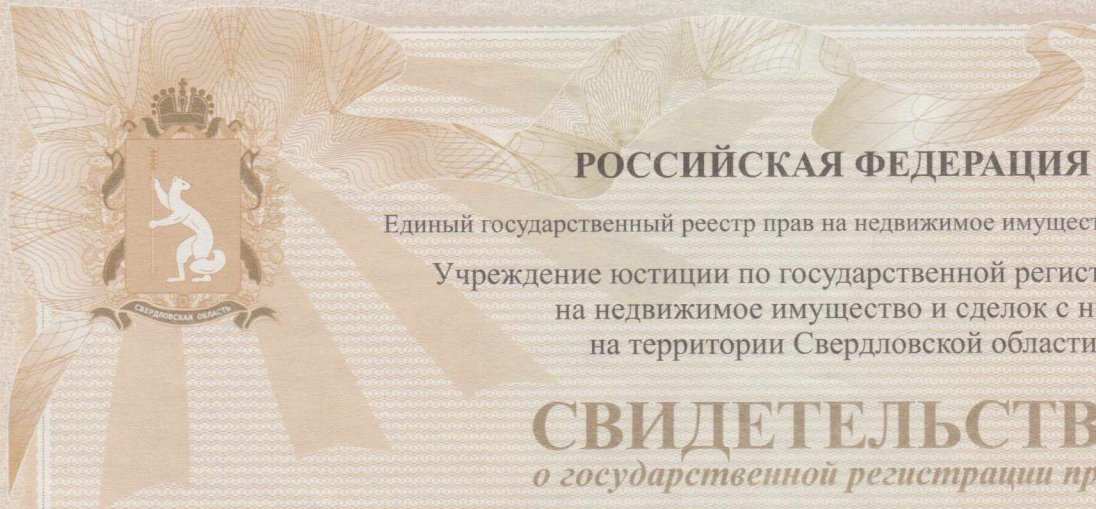 РОССИЙСКАЯ ФЕДЕРАЦИЯ
Единый государственный реестр прав на недвижимое имущест
Учреждение юстиции по государственной регист
на недвижимое имущество и сделок с н
на территории Свердловской области
СВЕРДЛОВСКАЯ ОБЛАСТЬ
СВИДЕТЕЛЬСТВ
о государственной регистрации пр